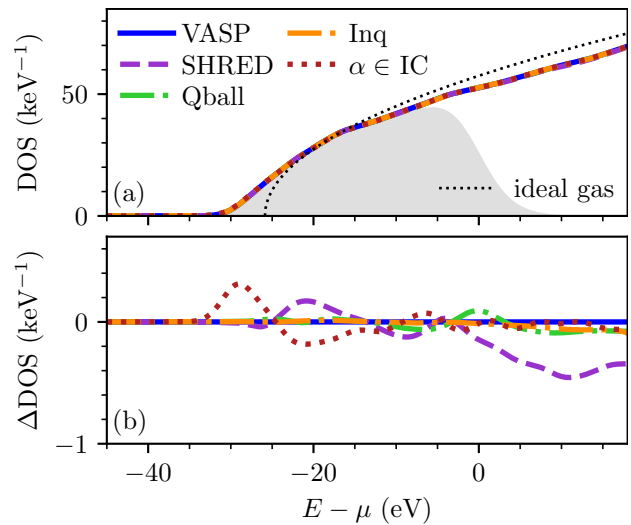 VASP
SHRED
Qball
Inq
α ∈ IC
ideal gas
(a)
DOS (keV⁻¹)
50
0
ΔDOS (keV⁻¹)
0
−1
(b)
−40 −20 0
E − μ (eV)